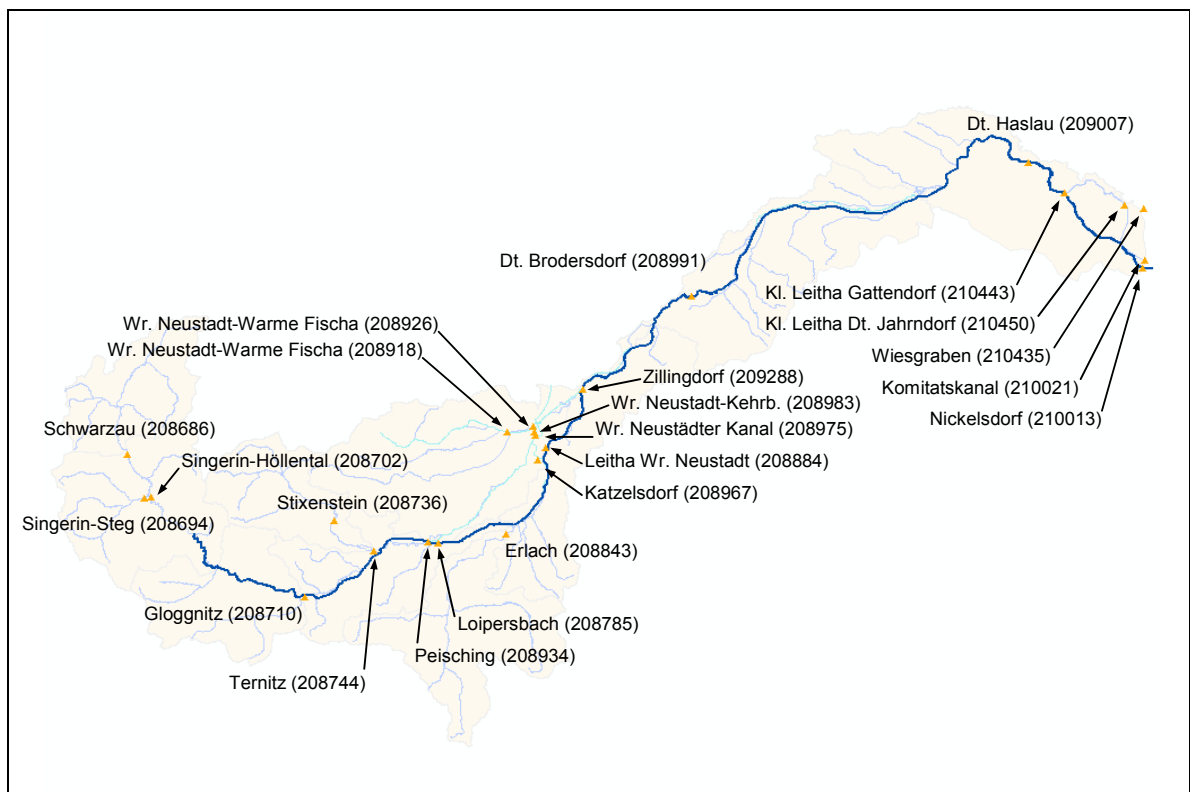 Dt. Haslau (209007)
Dt. Brodersdorf (208991)
Kl. Leitha Gattendorf (210443)
Kl. Leitha Dt. Jahrndorf (210450)
Wiesgraben (210435)
Komitatskanal (210021)
Nickelsdorf (210013)
Wr. Neustadt-Warme Fischa (208926)
Wr. Neustadt-Warme Fischa (208918)
Zillingdorf (209288)
Wr. Neustadt-Kehrb. (208983)
Wr. Neustädter Kanal (208975)
Leitha Wr. Neustadt (208884)
Katzelsdorf (208967)
Schwarzau (208686)
Singerin-Höllental (208702)
Stixenstein (208736)
Singerin-Steg (208694)
Erlach (208843)
Gloggnitz (208710)
Loipersbach (208785)
Peisching (208934)
Ternitz (208744)